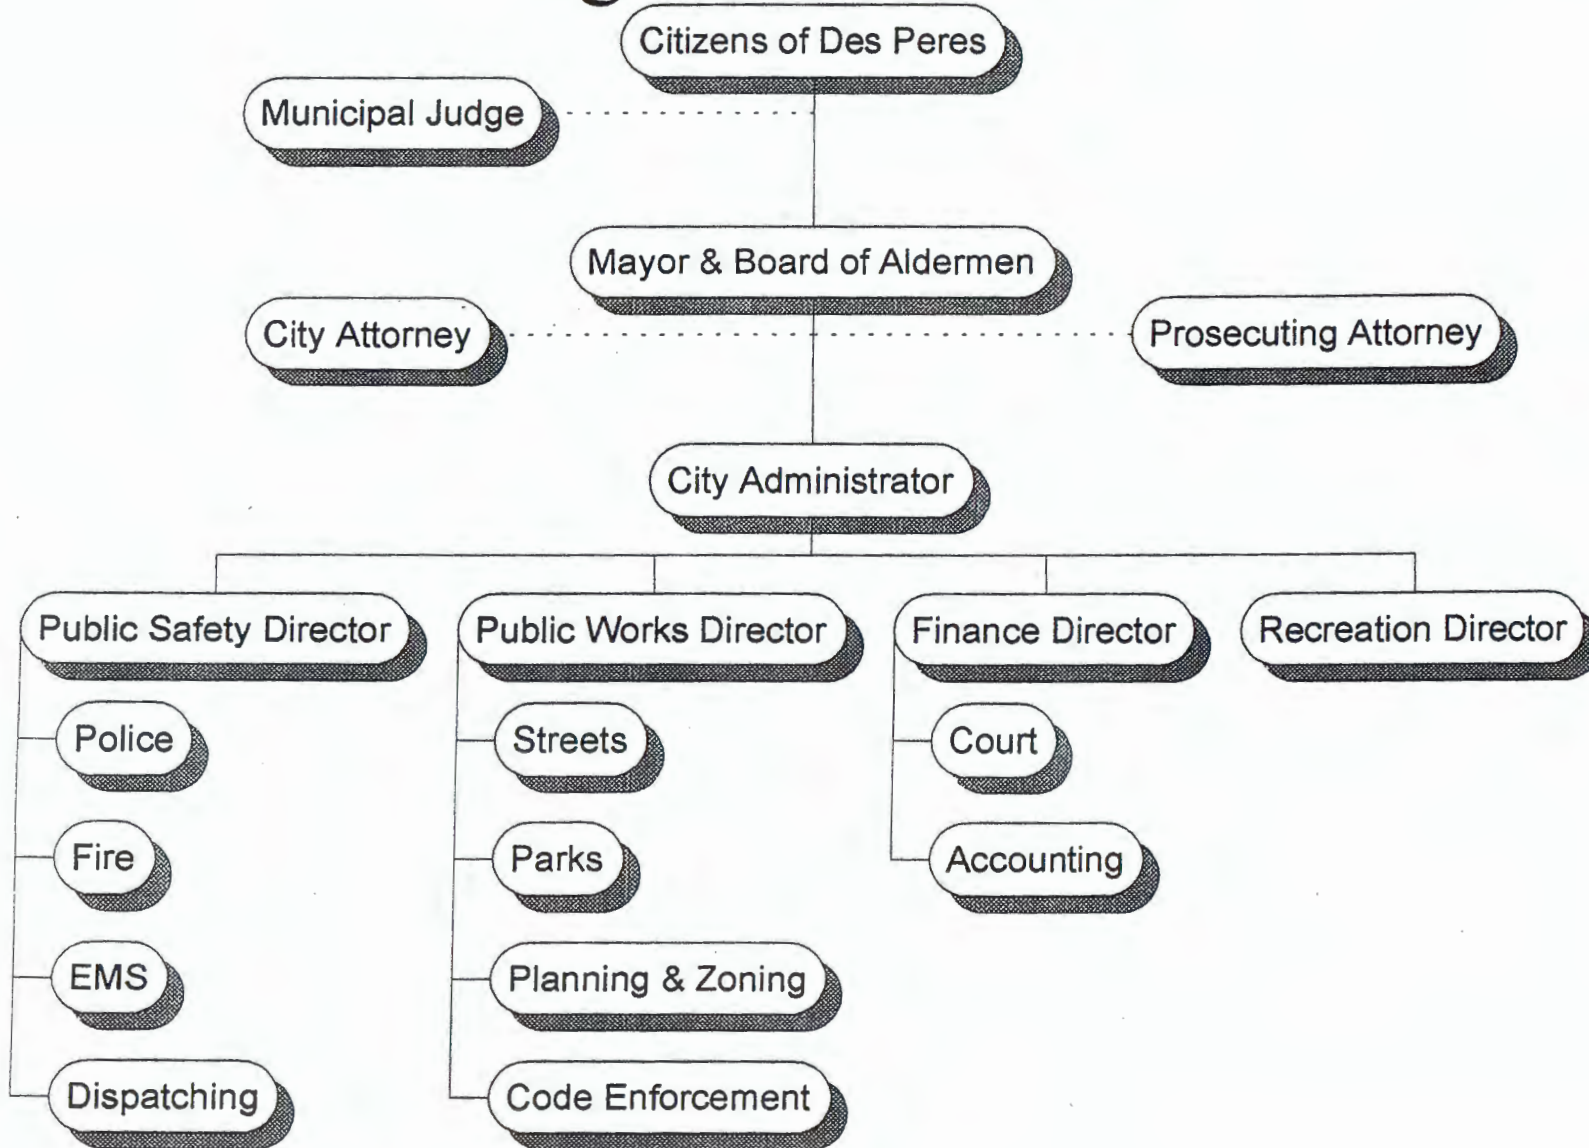 Citizens of Des Peres
Municipal Judge
Mayor & Board of Aldermen
City Attorney
Prosecuting Attorney
City Administrator
Public Safety Director
Public Works Director
Finance Director
Recreation Director
Police
Streets
Court
Fire
Parks
Accounting
EMS
Planning & Zoning
Dispatching
Code Enforcement